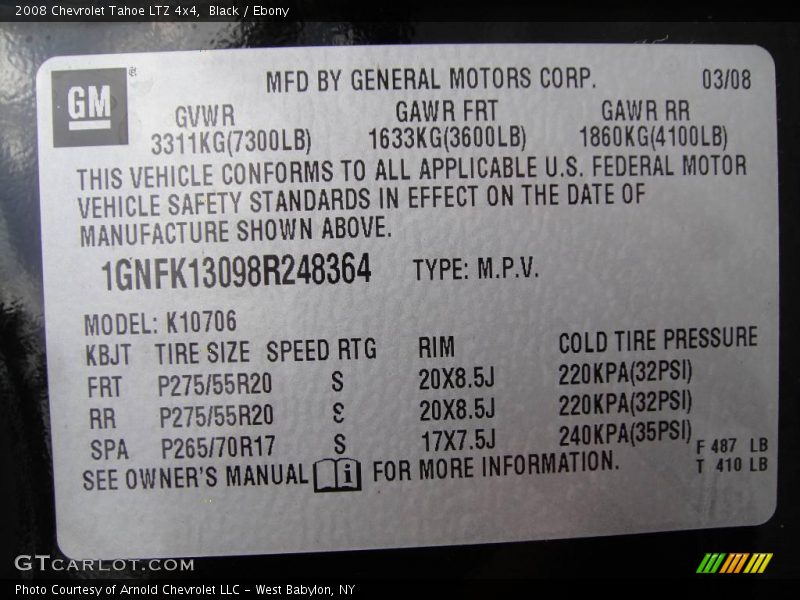 2008 Chevrolet Tahoe LTZ 4x4, Black / Ebony
GM
®
MFD BY GENERAL MOTORS CORP. 03/08
GVWR GAWR FRT GAWR RR
3311KG(7300LB) 1633KG(3600LB) 1860KG(4100LB)
THIS VEHICLE CONFORMS TO ALL APPLICABLE U.S. FEDERAL MOTOR
VEHICLE SAFETY STANDARDS IN EFFECT ON THE DATE OF
MANUFACTURE SHOWN ABOVE.
1GNFK13098R248364 TYPE: M.P.V.
MODEL: K10706
KBJT TIRE SIZE SPEED RTG RIM COLD TIRE PRESSURE
FRT P275/55R20 S 20X8.5J 220KPA(32PSI)
RR P275/55R20 S 20X8.5J 220KPA(32PSI)
SPA P265/70R17 S 17X7.5J 240KPA(35PSI)
F 487 LB
T 410 LB
SEE OWNER'S MANUAL i FOR MORE INFORMATION.
GTCARLOT.COM
Photo Courtesy of Arnold Chevrolet LLC - West Babylon, NY